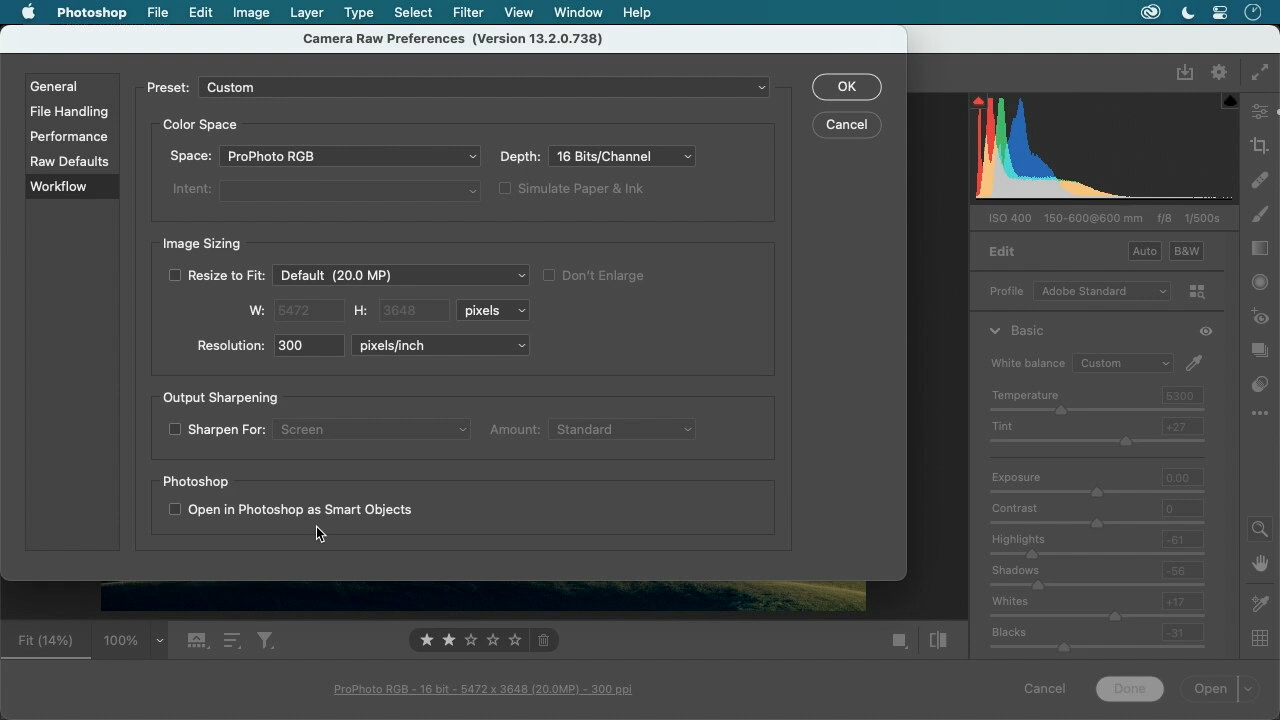 Photoshop File Edit Image Layer Type Select Filter View Window Help
Camera Raw Preferences (Version 13.2.0.738)
General
File Handling
Performance
Raw Defaults
Workflow
Preset: Custom
OK
Cancel
Color Space
Space: ProPhoto RGB Depth: 16 Bits/Channel
Intent: Simulate Paper & Ink
Image Sizing
Resize to Fit: Default (20.0 MP) Don't Enlarge
W: 5472 H: 3648 pixels
Resolution: 300 pixels/inch
Output Sharpening
Sharpen For: Screen Amount: Standard
Photoshop
Open in Photoshop as Smart Objects
ISO 400 150-600@600 mm f/8 1/500s
Edit Auto B&W
Profile Adobe Standard
Basic
White balance Custom
Temperature 5300
Tint +27
Exposure 0.00
Contrast 0
Highlights -61
Shadows -56
Whites +17
Blacks -31
Fit (14%) 100%
ProPhoto RGB - 16 bit - 5472 x 3648 (20.0MP) - 300 ppi
Cancel Done Open